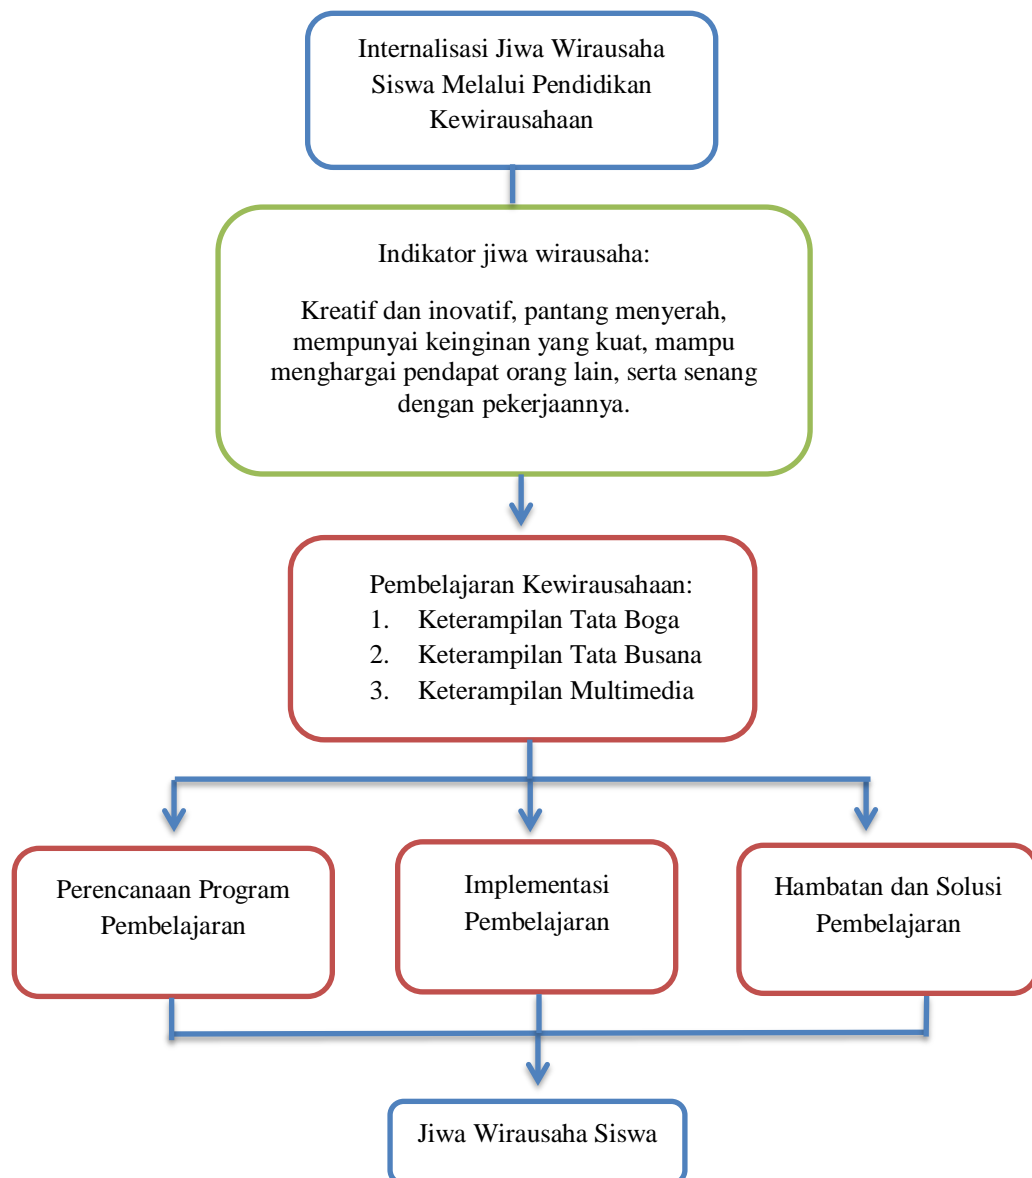 Internalisasi Jiwa Wirausaha
Siswa Melalui Pendidikan
Kewirausahaan
Indikator jiwa wirausaha:
Kreatif dan inovatif, pantang menyerah,
mempunyai keinginan yang kuat, mampu
menghargai pendapat orang lain, serta senang
dengan pekerjaannya.
Pembelajaran Kewirausahaan:
1. Keterampilan Tata Boga
2. Keterampilan Tata Busana
3. Keterampilan Multimedia
Perencanaan Program
Pembelajaran
Implementasi
Pembelajaran
Hambatan dan Solusi
Pembelajaran
Jiwa Wirausaha Siswa